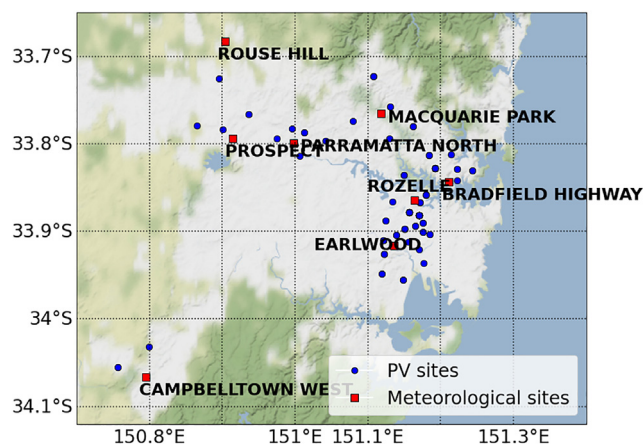 33.7°S
ROUSE HILL
MACQUARIE PARK
33.8°S
PROSPECT
PARRAMATTA NORTH
ROZELLE
BRADFIELD HIGHWAY
33.9°S
EARLWOOD
34°S
CAMPBELLTOWN WEST
34.1°S
PV sites
Meteorological sites
150.8°E
151°E
151.1°E
151.3°E